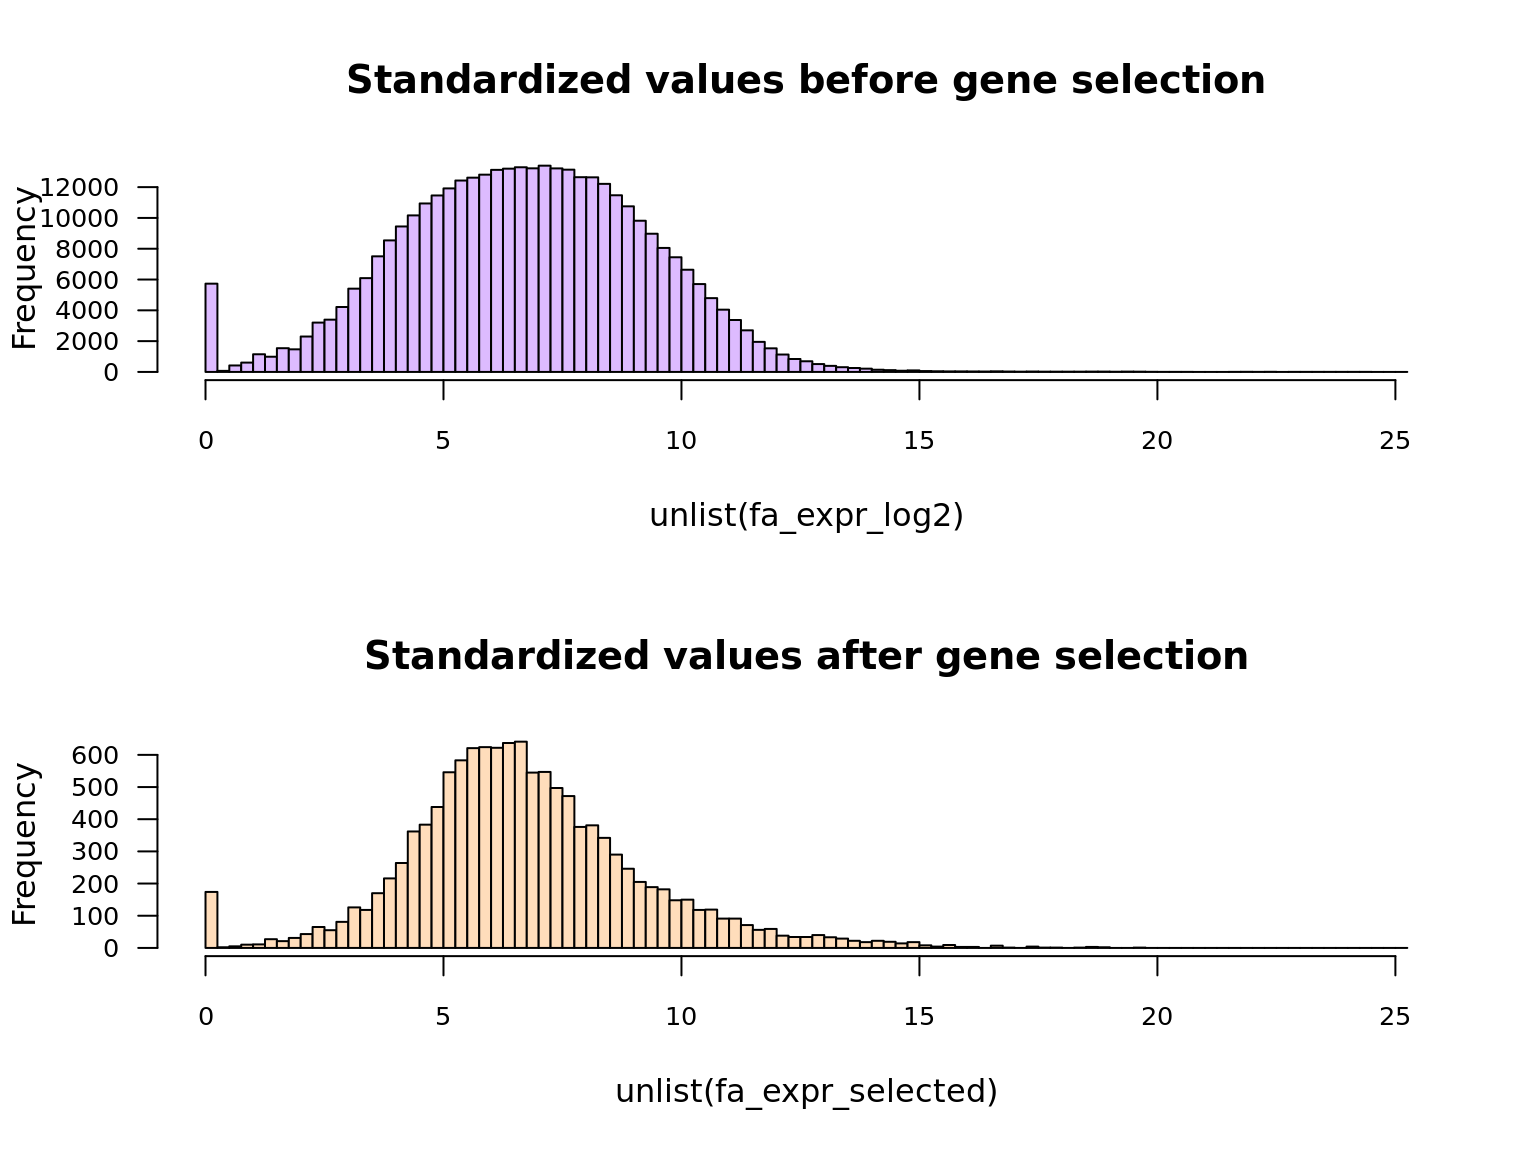 Standardized values before gene selection
Frequency
12000
10000
8000
6000
4000
2000
0
0 5 10 15 20 25
unlist(fa_expr_log2)
Standardized values after gene selection
Frequency
600
500
400
300
200
100
0
0 5 10 15 20 25
unlist(fa_expr_selected)